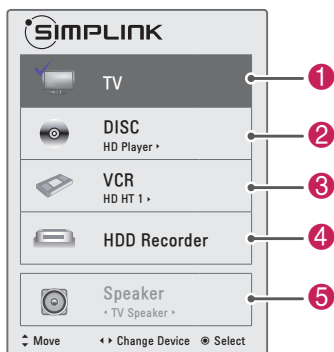 SIMPLINK
TV
1
DISC
HD Player
2
VCR
HD HT 1
3
HDD Recorder
4
Speaker
TV Speaker
5
Move Change Device Select